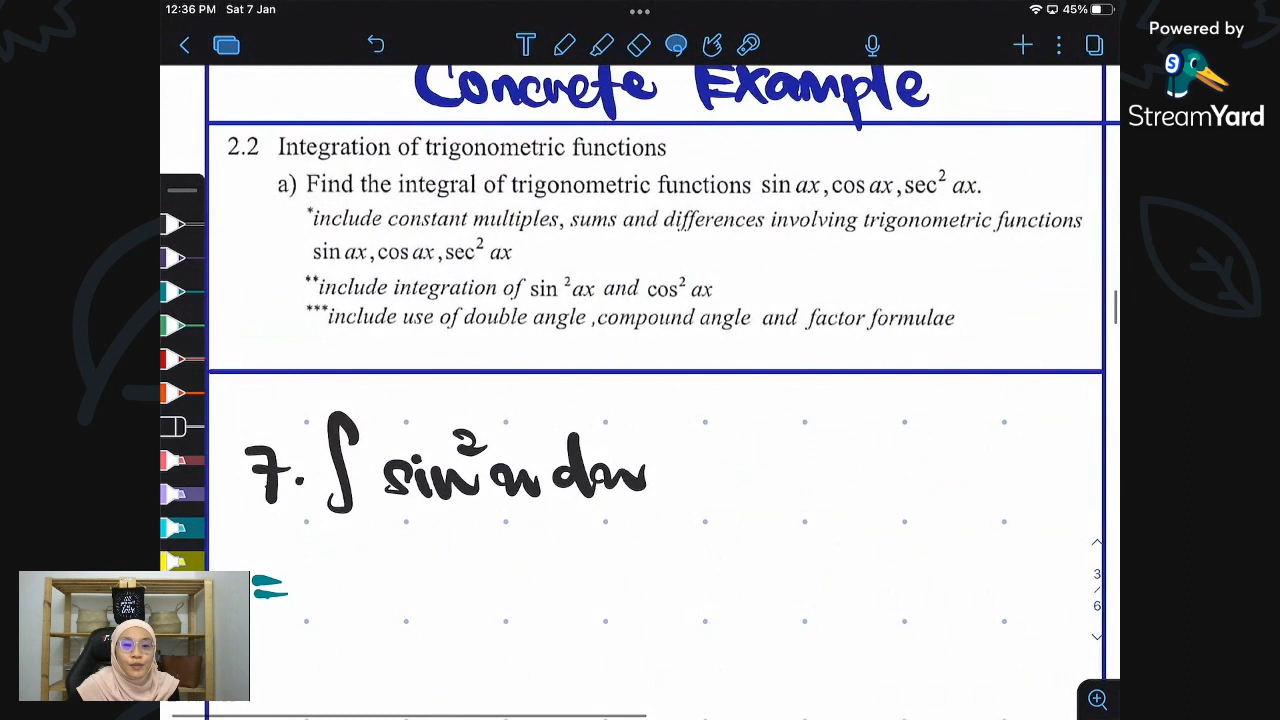 12:36 PM Sat 7 Jan
45%
Powered by
S
StreamYard
T
Concrete Example
2.2 Integration of trigonometric functions
a) Find the integral of trigonometric functions sin ax, cos ax, sec² ax.
*include constant multiples, sums and differences involving trigonometric functions
sin ax, cos ax, sec² ax
**include integration of sin ²ax and cos² ax
***include use of double angle ,compound angle and factor formulae
7. ∫ sin² x dx
=
3
/
6